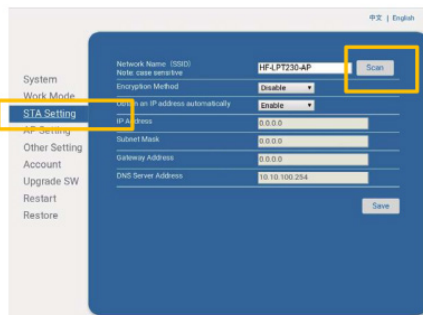 中文 | English
System
Work Mode
STA Setting
AP Setting
Other Setting
Account
Upgrade SW
Restart
Restore
Network Name (SSID)
Note: case sensitive
HF-LPT230-AP
Scan
Encryption Method
Disable
Obtain an IP address automatically
Enable
IP Address
0.0.0.0
Subnet Mask
0.0.0.0
Gateway Address
0.0.0.0
DNS Server Address
10.10.100.254
Save